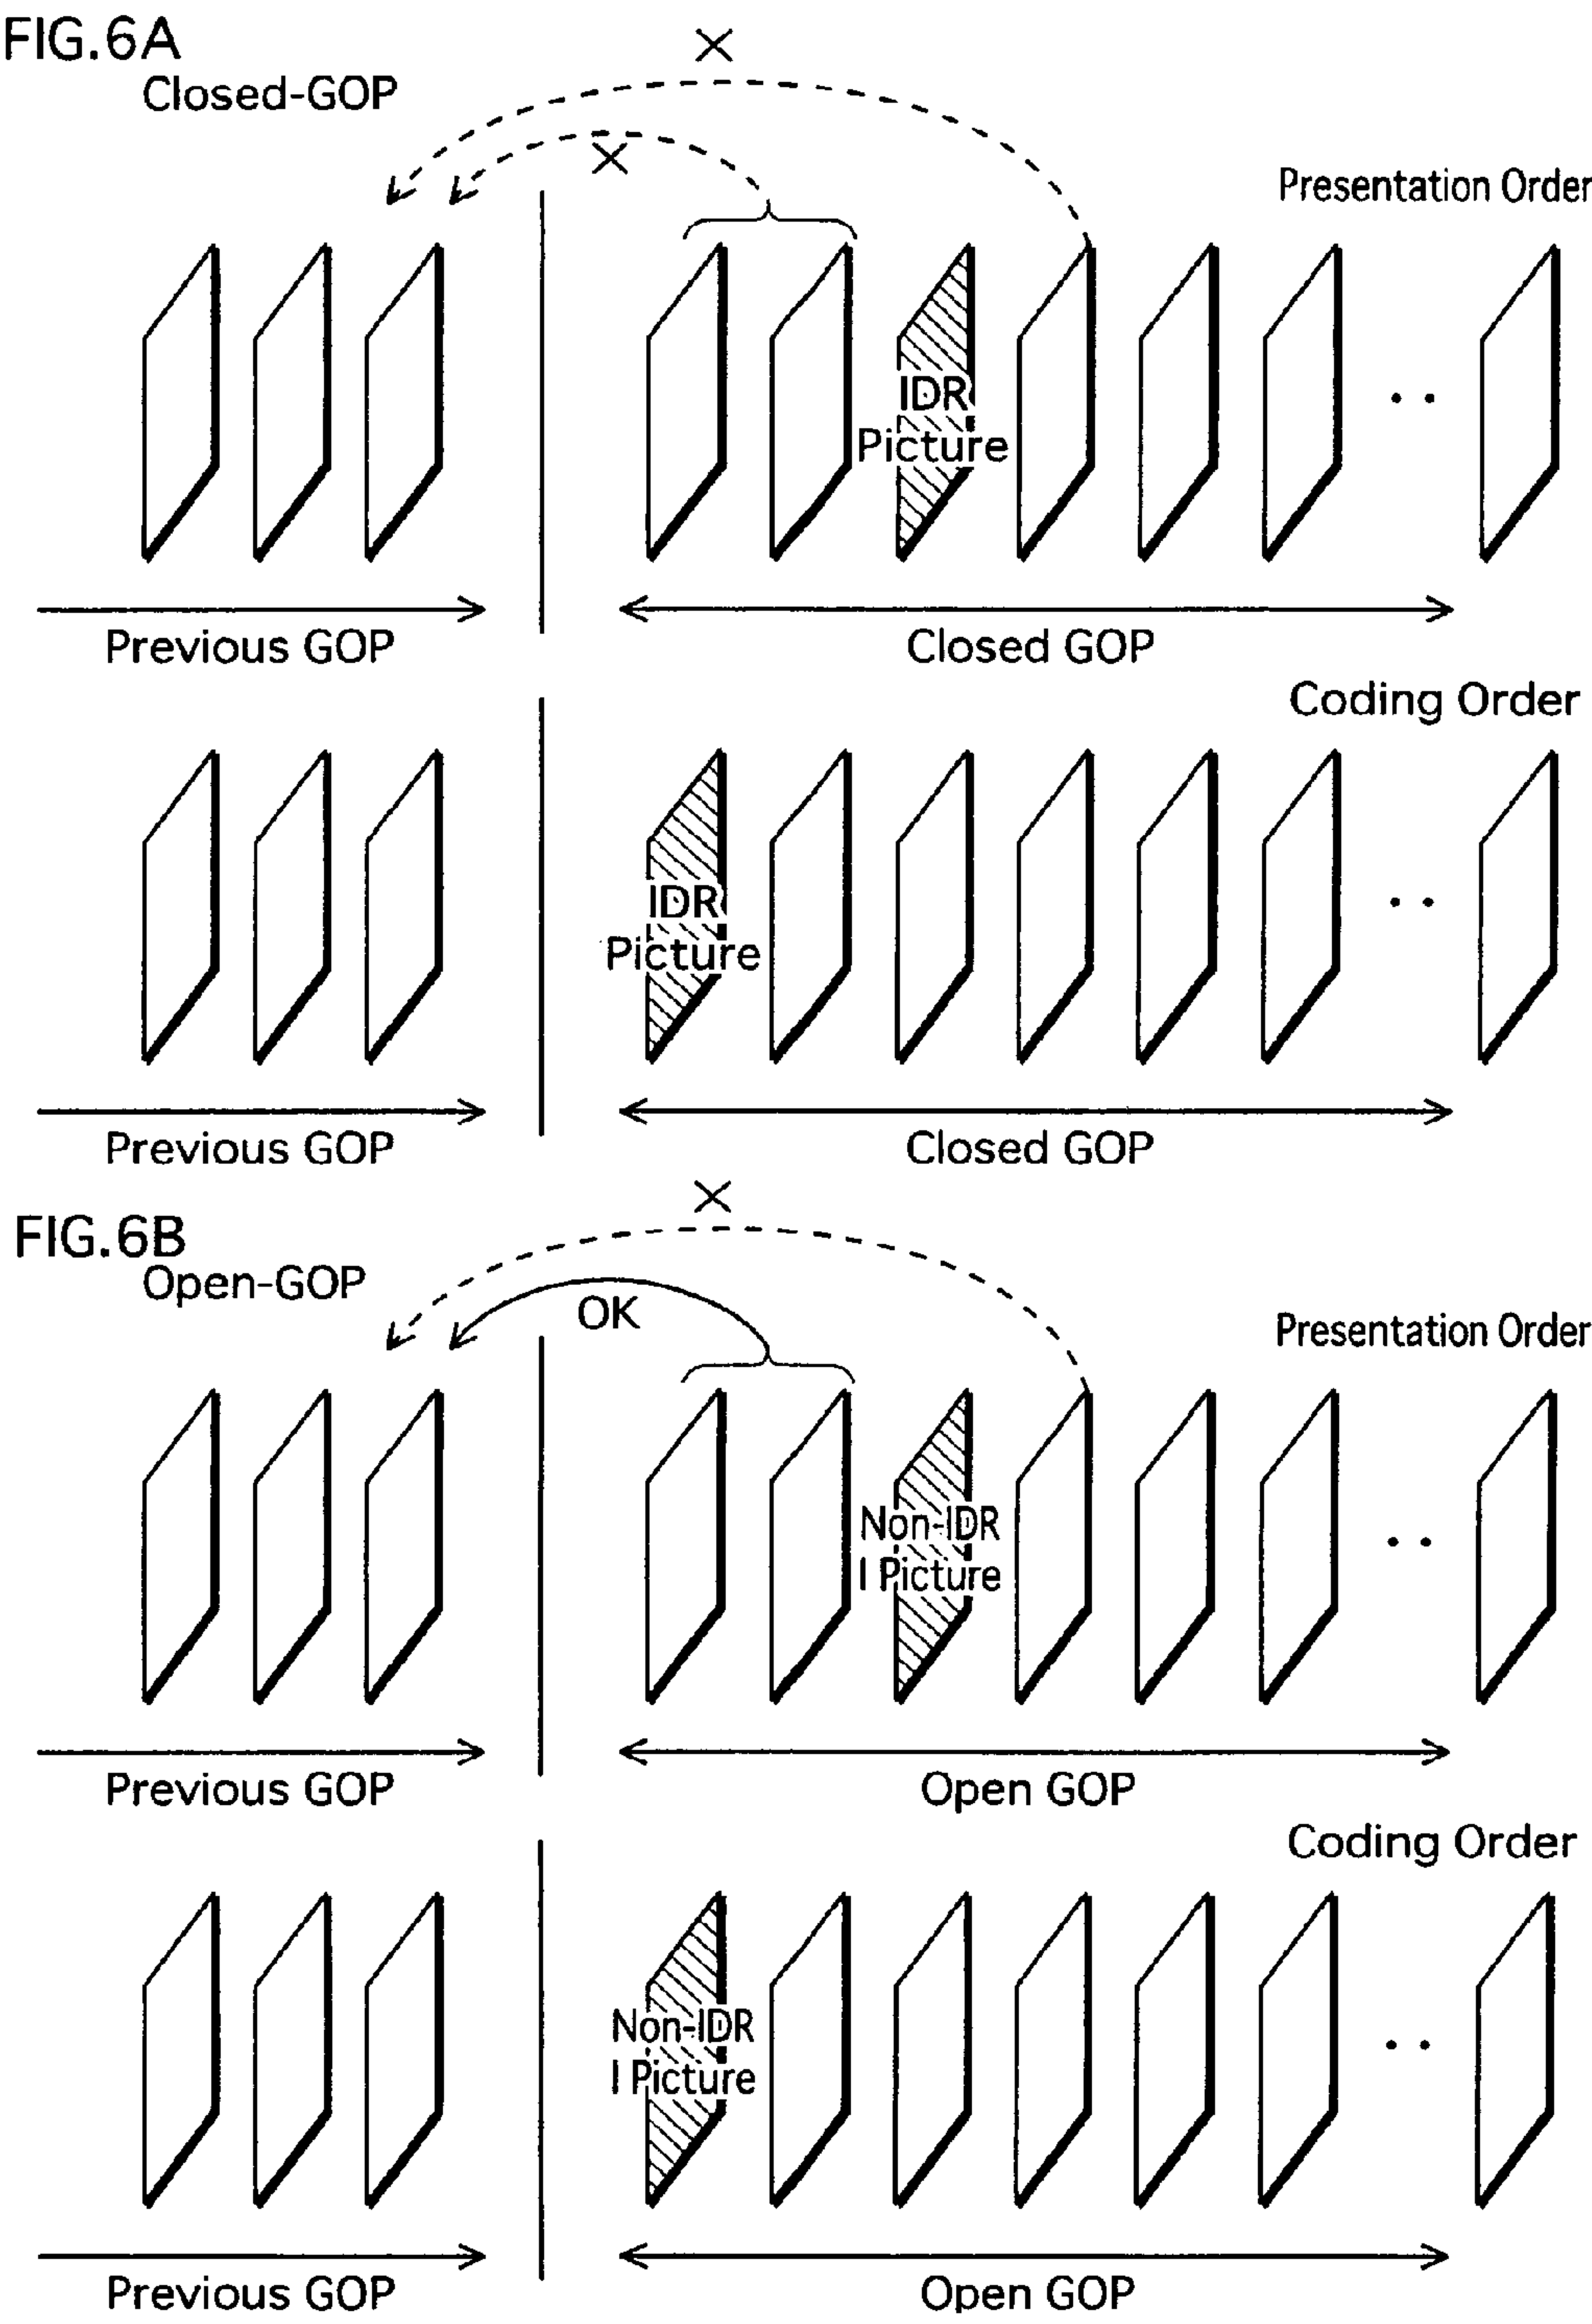 FIG.6A
Closed-GOP
×
×
Presentation Order
IDR
Picture
Previous GOP
Closed GOP
Coding Order
IDR
Picture
Previous GOP
Closed GOP
×
FIG.6B
Open-GOP
OK
Presentation Order
Non-IDR
I Picture
Previous GOP
Open GOP
Coding Order
Non-IDR
I Picture
Previous GOP
Open GOP